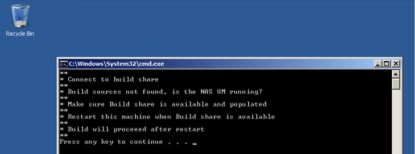 Recycle Bin
C:\Windows\System32\cmd.exe
**
* Connect to build share
**
* Build sources not found, is the NAS VM running?
**
* Make sure Build share is available and populated
**
* Restart this machine when Build share is available
**
* Build will proceeed after restart
**
Press any key to continue . . . _